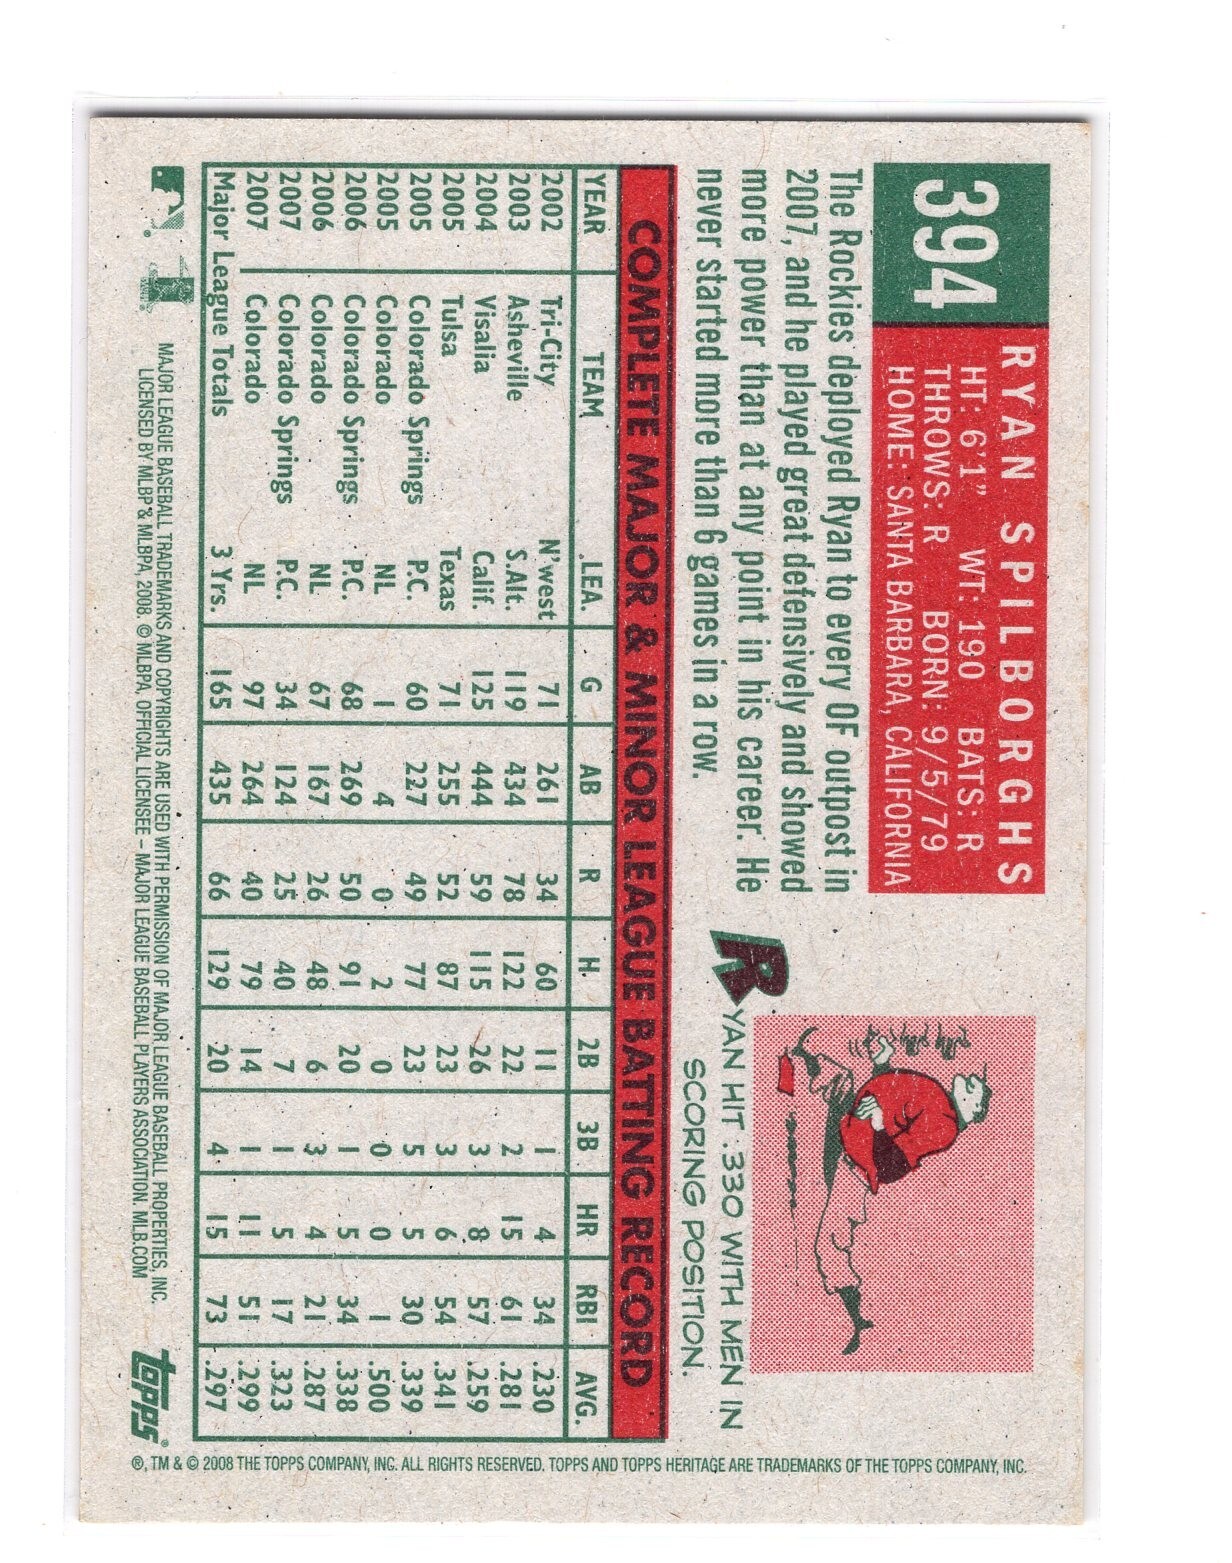 394
RYAN SPILBORGHS
HT: 6'1" WT: 190 BATS: R
THROWS: R BORN: 9/5/79
HOME: SANTA BARBARA, CALIFORNIA
The Rockies deployed Ryan to every OF outpost in
2007, and he played great defensively and showed
more power than at any point in his career. He
never started more than 6 games in a row.
RYAN HIT .330 WITH MEN IN
SCORING POSITION.
COMPLETE MAJOR & MINOR LEAGUE BATTING RECORD
YEAR TEAM LEA. G AB R H. 2B 3B HR RBI AVG.
2002 Tri-City N'west 71 261 34 60 11 1 4 34 .230
2003 Asheville S.Alt. 119 434 78 122 22 2 15 61 .281
2004 Visalia Calif. 125 444 59 115 26 3 8 57 .259
2005 Tulsa Texas 71 255 52 87 23 3 6 54 .341
2005 Colorado Springs P.C. 60 227 49 77 23 5 5 30 .339
2005 Colorado NL 1 4 0 2 0 0 0 1 .500
2006 Colorado Springs P.C. 68 269 50 91 20 1 5 34 .338
2006 Colorado NL 67 167 26 48 6 3 4 21 .287
2007 Colorado Springs P.C. 34 124 25 40 7 1 5 17 .323
2007 Colorado NL 97 264 40 79 14 1 11 51 .299
Major League Totals 3 Yrs. 165 435 66 129 20 4 15 73 .297
MAJOR LEAGUE BASEBALL TRADEMARKS AND COPYRIGHTS ARE USED WITH PERMISSION OF MAJOR LEAGUE BASEBALL PROPERTIES, INC.
LICENSED BY MLBP & MLBPA, 2008. © MLBPA, OFFICIAL LICENSEE – MAJOR LEAGUE BASEBALL PLAYERS ASSOCIATION. MLB.COM
topps®
®, TM & © 2008 THE TOPPS COMPANY, INC. ALL RIGHTS RESERVED. TOPPS AND TOPPS HERITAGE ARE TRADEMARKS OF THE TOPPS COMPANY, INC.